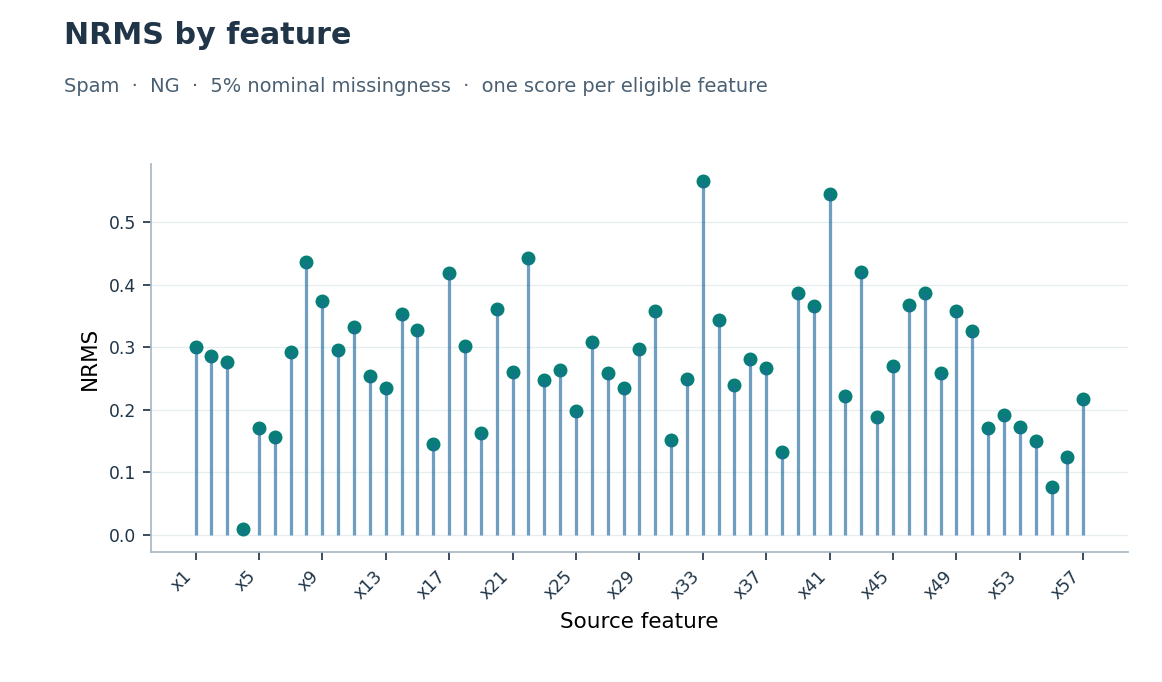 NRMS by feature
Spam · NG · 5% nominal missingness · one score per eligible feature
NRMS
0.5
0.4
0.3
0.2
0.1
0.0
x1 x5 x9 x13 x17 x21 x25 x29 x33 x37 x41 x45 x49 x53 x57
Source feature